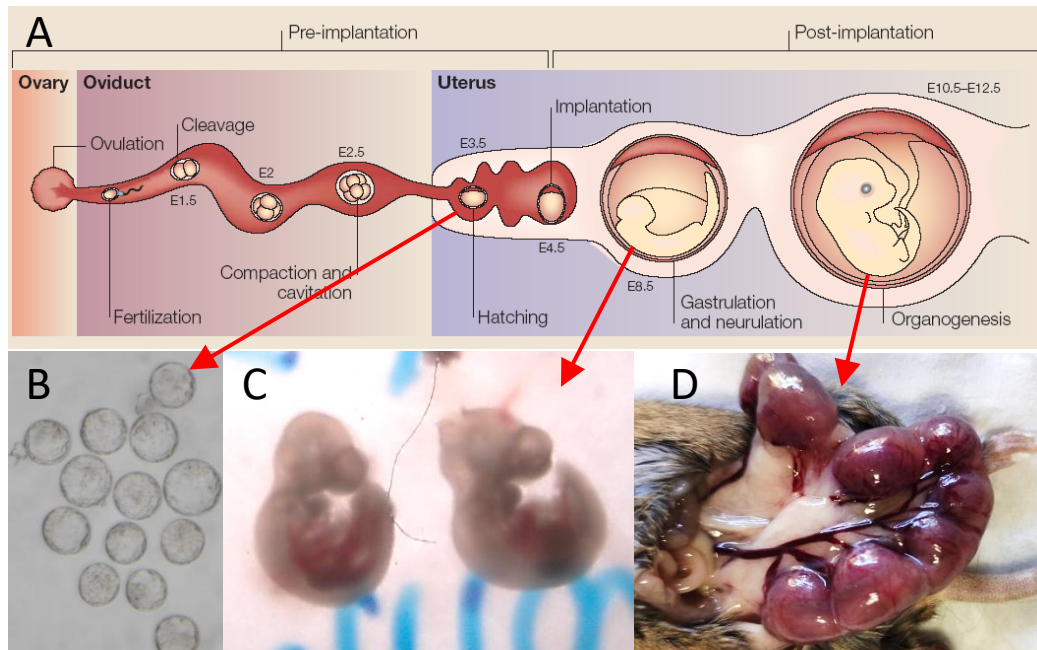 A
Pre-implantation
Post-implantation
Ovary
Oviduct
Uterus
E10.5–E12.5
Implantation
Cleavage
Ovulation
E3.5
E2.5
E2
E1.5
E4.5
Compaction and
cavitation
E8.5
Gastrulation
and neurulation
Fertilization
Hatching
Organogenesis
B
C
D